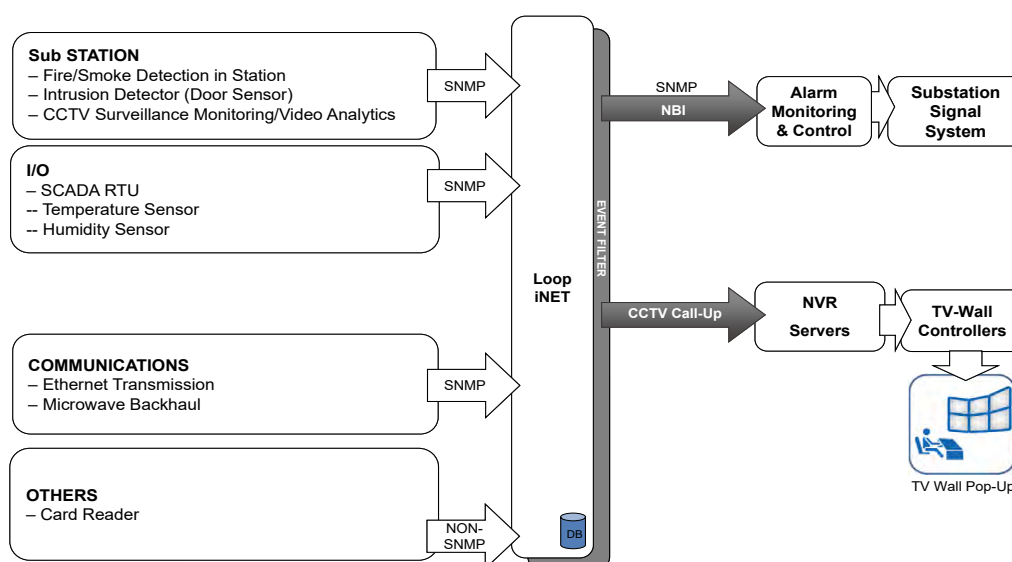 Sub STATION
– Fire/Smoke Detection in Station
– Intrusion Detector (Door Sensor)
– CCTV Surveillance Monitoring/Video Analytics
SNMP
I/O
– SCADA RTU
-- Temperature Sensor
-- Humidity Sensor
SNMP
COMMUNICATIONS
– Ethernet Transmission
– Microwave Backhaul
SNMP
OTHERS
– Card Reader
NON-
SNMP
Loop
iNET
DB
EVENT FILTER
SNMP
NBI
Alarm
Monitoring
& Control
Substation
Signal
System
CCTV Call-Up
NVR
Servers
TV-Wall
Controllers
TV Wall Pop-Up